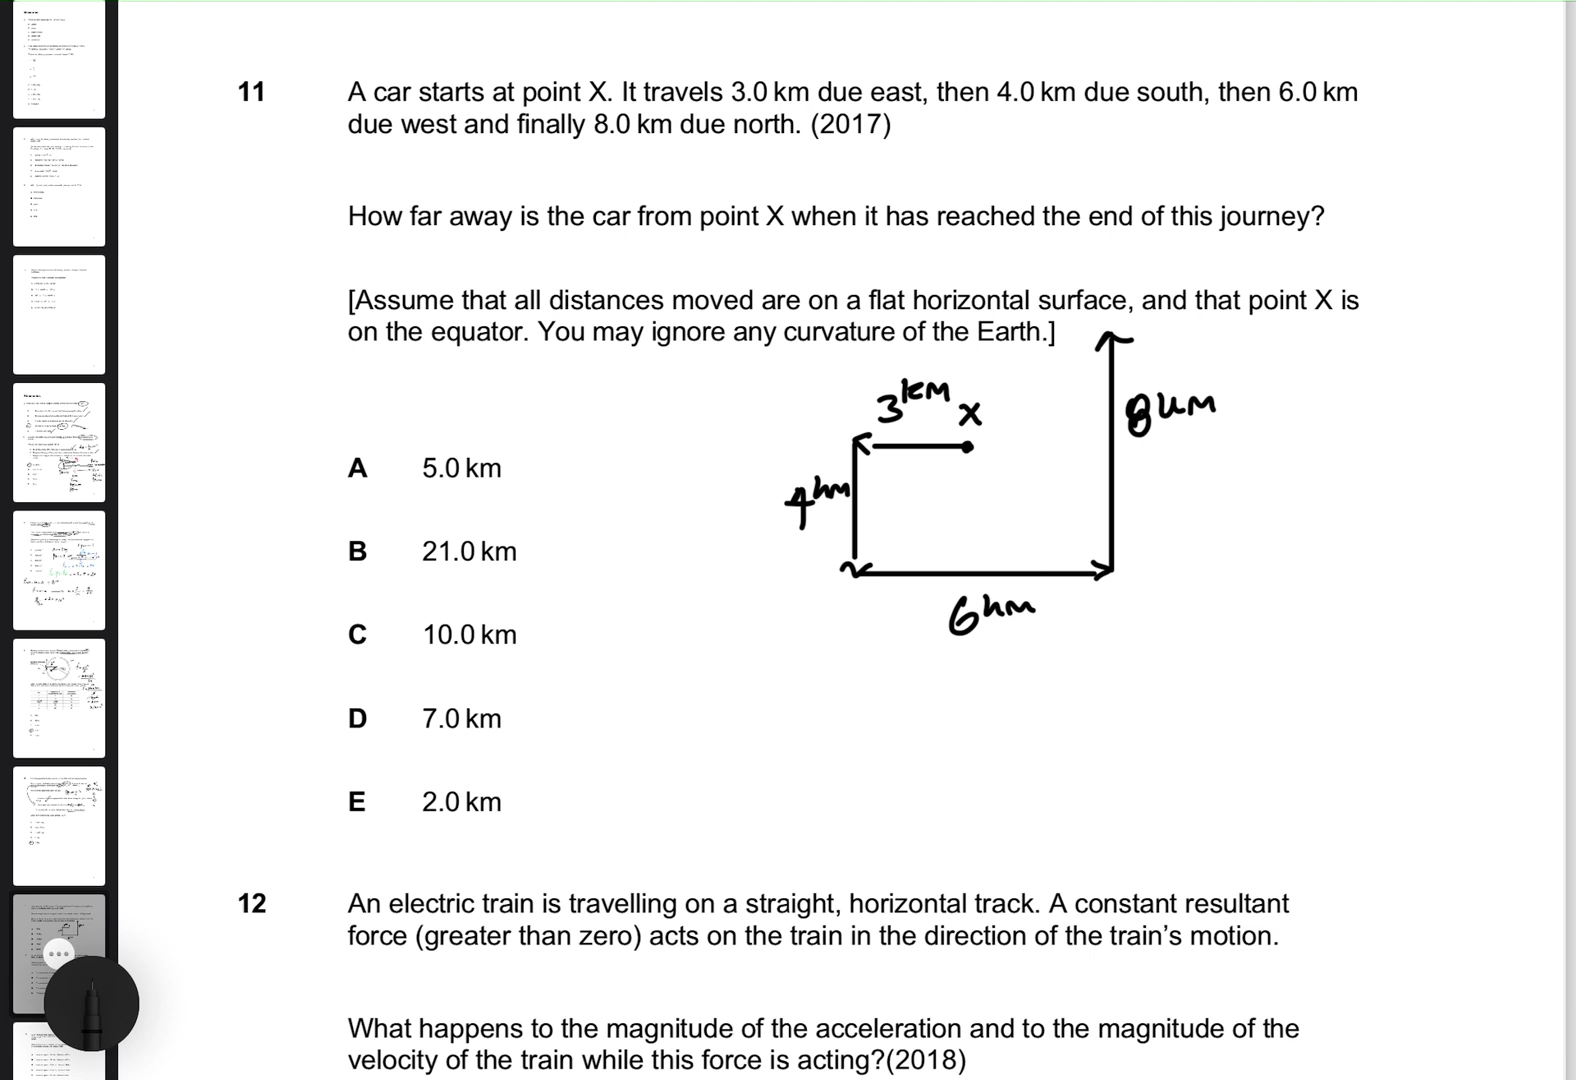 11 A car starts at point X. It travels 3.0 km due east, then 4.0 km due south, then 6.0 km
due west and finally 8.0 km due north. (2017)
How far away is the car from point X when it has reached the end of this journey?
[Assume that all distances moved are on a flat horizontal surface, and that point X is
on the equator. You may ignore any curvature of the Earth.]
3km X
8km
4km
6km
A 5.0 km
B 21.0 km
C 10.0 km
D 7.0 km
E 2.0 km
12 An electric train is travelling on a straight, horizontal track. A constant resultant
force (greater than zero) acts on the train in the direction of the train’s motion.
What happens to the magnitude of the acceleration and to the magnitude of the
velocity of the train while this force is acting?(2018)